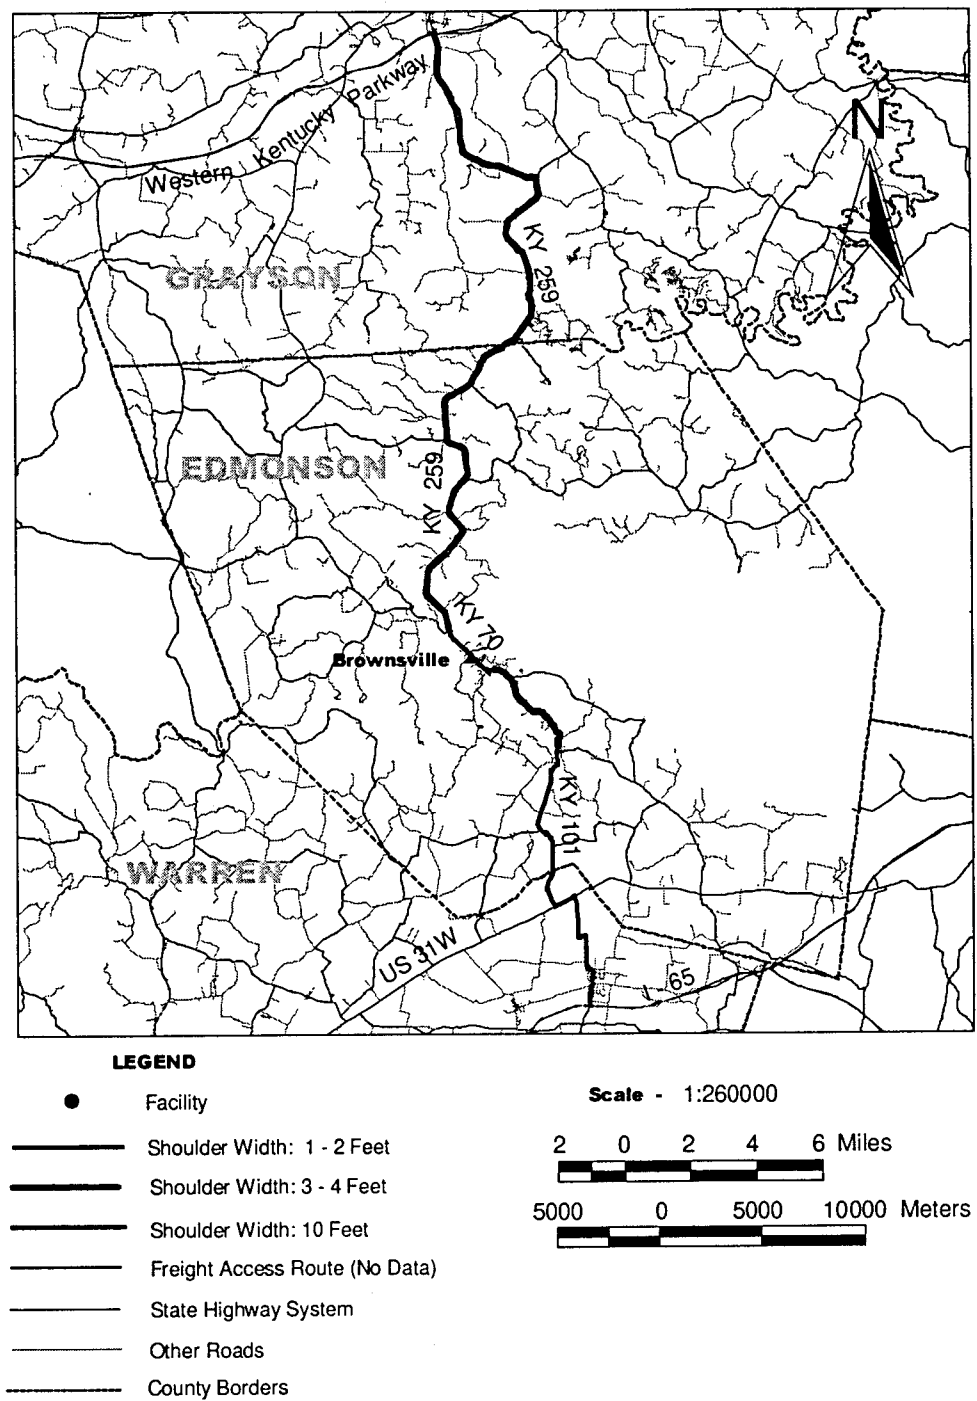 N
Western Kentucky Parkway
KY 259
GRAYSON
EDMONSON
KY 259
KY 70
Brownsville
KY 101
WARREN
US 31W
I - 65
LEGEND
Facility
Shoulder Width: 1 - 2 Feet
Shoulder Width: 3 - 4 Feet
Shoulder Width: 10 Feet
Freight Access Route (No Data)
State Highway System
Other Roads
County Borders
Scale - 1:260000
2 0 2 4 6 Miles
5000 0 5000 10000 Meters